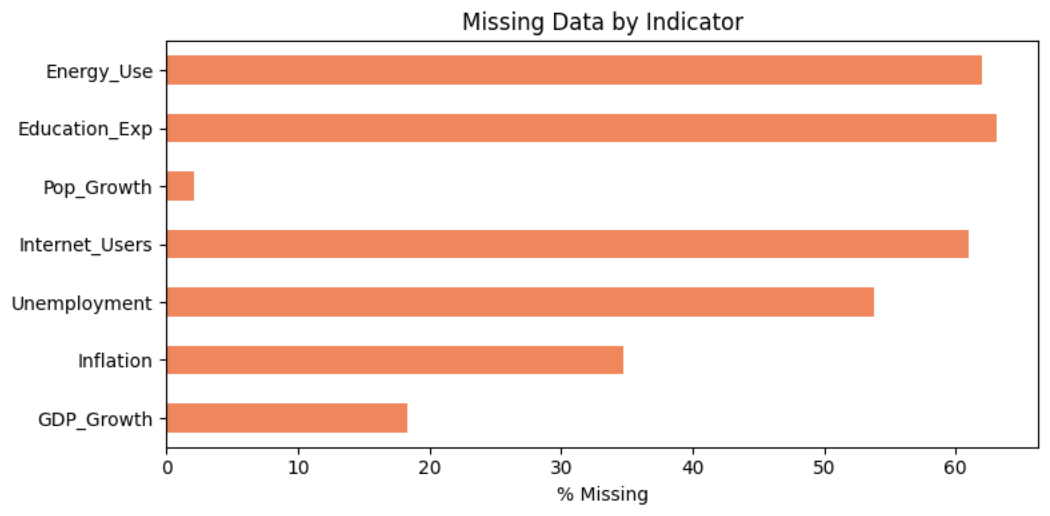 Missing Data by Indicator
Energy_Use
Education_Exp
Pop_Growth
Internet_Users
Unemployment
Inflation
GDP_Growth
0 10 20 30 40 50 60
% Missing